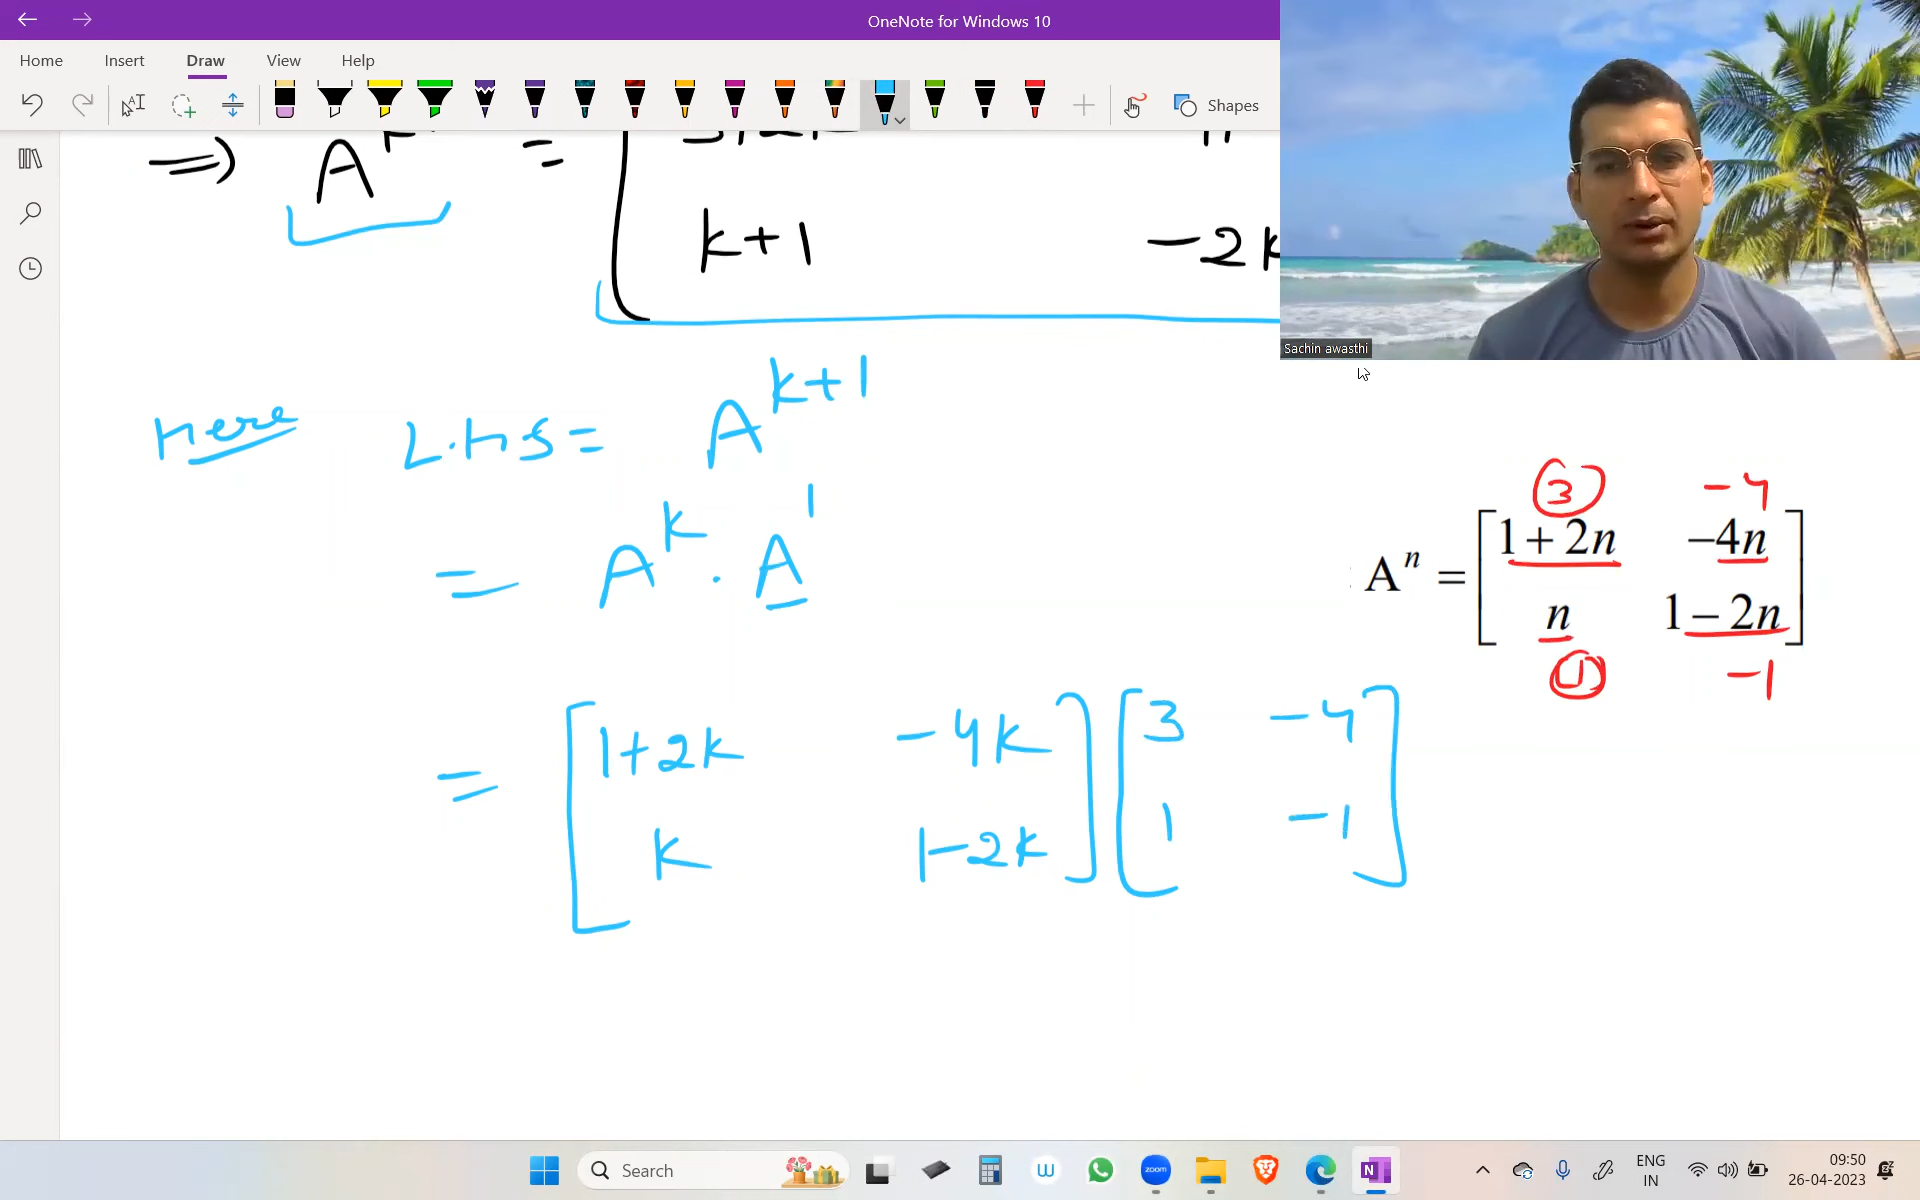 OneNote for Windows 10
Home Insert Draw View Help
Shapes
⇒ A =
k+1 -2k
Sachin awasthi
Here L.H.S = A^{k+1}
= A^k . A^1
3 -4
A^n = [1 + 2n -4n
n 1 - 2n]
1 -1
= [1+2k -4k] [3 -4]
[k 1-2k] [1 -1]
Search
zoom
ENG
IN
09:50
26-04-2023